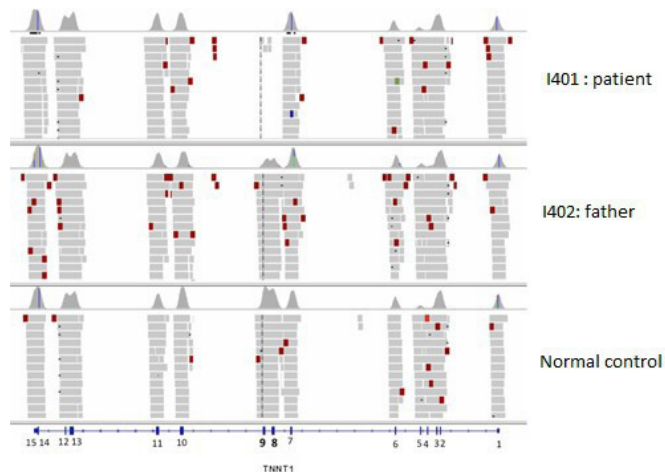 I401 : patient
I402: father
Normal control
15 14 12 13 11 10 9 8 7 6 5 4 3 2 1
TNNT1